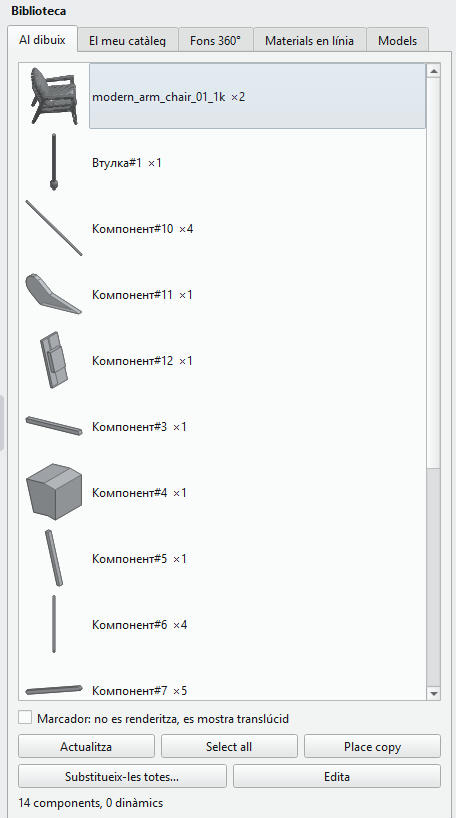 Biblioteca
Al dibuix El meu catàleg Fons 360° Materials en línia Models
modern_arm_chair_01_1k ×2
Втулка#1 ×1
Компонент#10 ×4
Компонент#11 ×1
Компонент#12 ×1
Компонент#3 ×1
Компонент#4 ×1
Компонент#5 ×1
Компонент#6 ×4
Компонент#7 ×5
Marcador: no es renderitza, es mostra translúcid
Actualitza Select all Place copy
Substitueix-les totes... Edita
14 components, 0 dinàmics